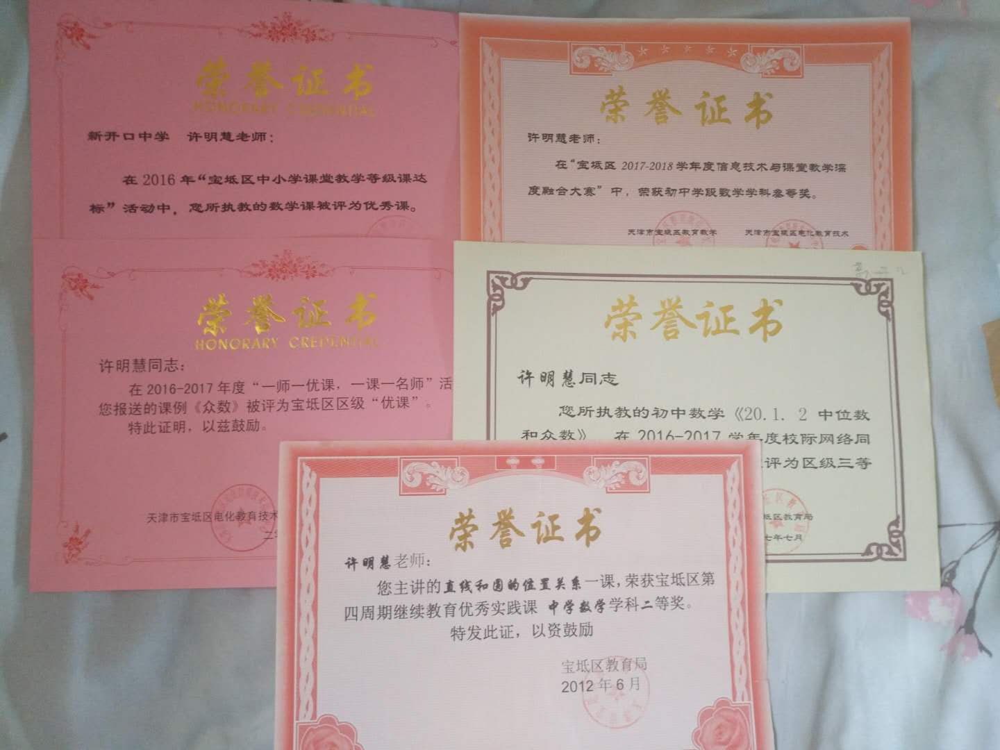 荣誉证书
HONORARY CREDENTIAL
新开口中学 许明慧老师：
在 2016 年“宝坻区中小学课堂教学等级课达
标”活动中，您所执教的数学课被评为优秀课。
荣誉证书
许明慧老师：
在“宝坻区 2017-2018 学年度信息技术与课堂教学深
度融合大赛”中，荣获初中学段数学学科叁等奖。
天津市宝坻区教育教学 天津市宝坻区电化教育技术
荣誉证书
HONORARY CREDENTIAL
许明慧同志：
在 2016-2017 年度“一师一优课，一课一名师”活
您报送的课例《众数》被评为宝坻区区级“优课”。
特此证明，以兹鼓励。
天津市宝坻区电化教育技术
荣誉证书
许明慧同志
您所执教的初中数学《20.1. 2 中位数
和众数》 在 2016-2017 学年度校际网络同
评为区级三等
坻区教育局
七年七月
荣誉证书
许明慧老师：
您主讲的直线和圆的位置关系一课，荣获宝坻区第
四周期继续教育优秀实践课 中学数学学科二等奖。
特发此证，以资鼓励
宝坻区教育局
2012 年 6 月